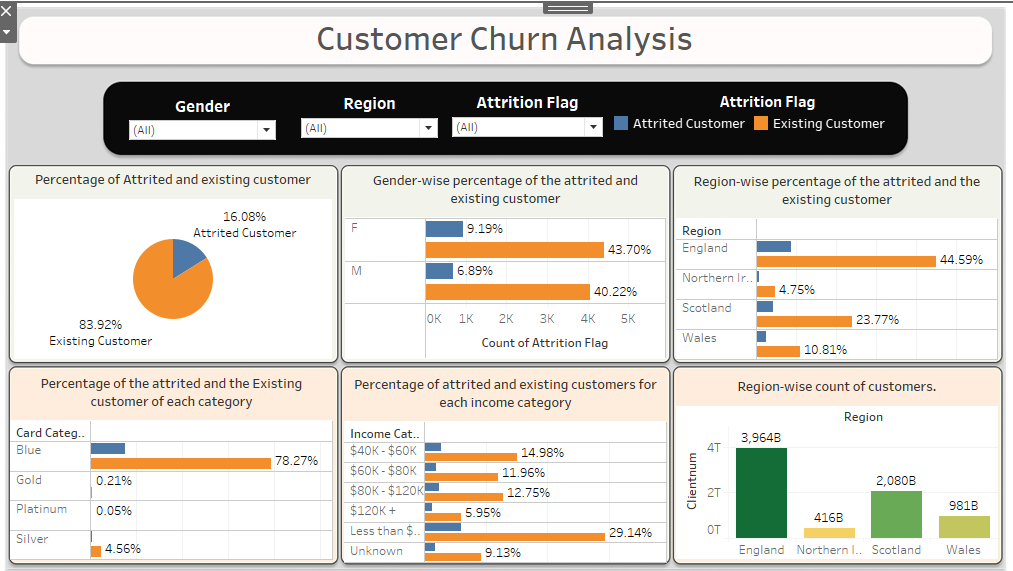 Customer Churn Analysis
Gender
Region
Attrition Flag
Attrition Flag
(All)
(All)
(All)
Attrited Customer
Existing Customer
Percentage of Attrited and existing customer
16.08%
Attrited Customer
83.92%
Existing Customer
Gender-wise percentage of the attrited and
existing customer
F
9.19%
43.70%
M
6.89%
40.22%
0K 1K 2K 3K 4K 5K
Count of Attrition Flag
Region-wise percentage of the attrited and the
existing customer
Region
England
44.59%
Northern Ir..
4.75%
Scotland
23.77%
Wales
10.81%
Percentage of the attrited and the Existing
customer of each category
Card Categ..
Blue
78.27%
Gold
0.21%
Platinum
0.05%
Silver
4.56%
Percentage of attrited and existing customers for
each income category
Income Cat..
$40K - $60K
14.98%
$60K - $80K
11.96%
$80K - $120K
12.75%
$120K +
5.95%
Less than $..
29.14%
Unknown
9.13%
Region-wise count of customers.
Region
Clientnum
4T
2T
0T
3,964B
416B
2,080B
981B
England
Northern I..
Scotland
Wales